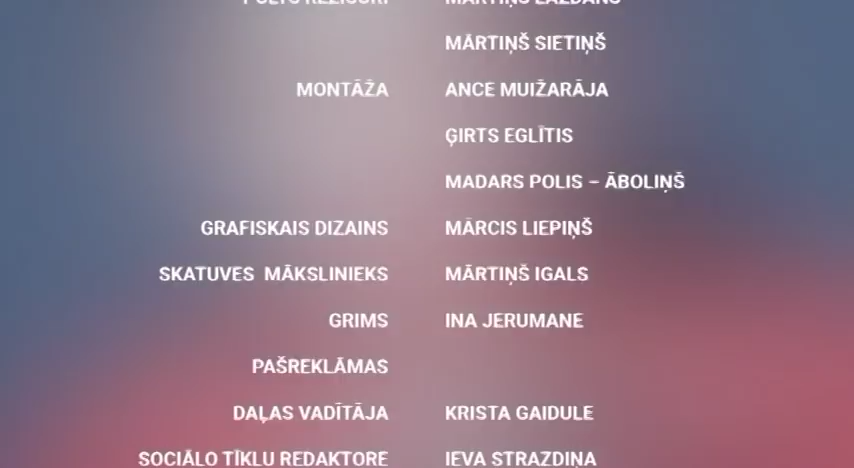 MĀRTIŅŠ SIETIŅŠ
MONTĀŽA ANCE MUIŽARĀJA
ĢIRTS EGLĪTIS
MADARS POLIS – ĀBOLIŅŠ
GRAFISKAIS DIZAINS MĀRCIS LIEPIŅŠ
SKATUVES MĀKSLINIEKS MĀRTIŅŠ IGALS
GRIMS INA JERUMANE
PAŠREKLĀMAS
DAĻAS VADĪTĀJA KRISTA GAIDULE
SOCIĀLO TĪKLU REDAKTORE IEVA STRAZDIŅA